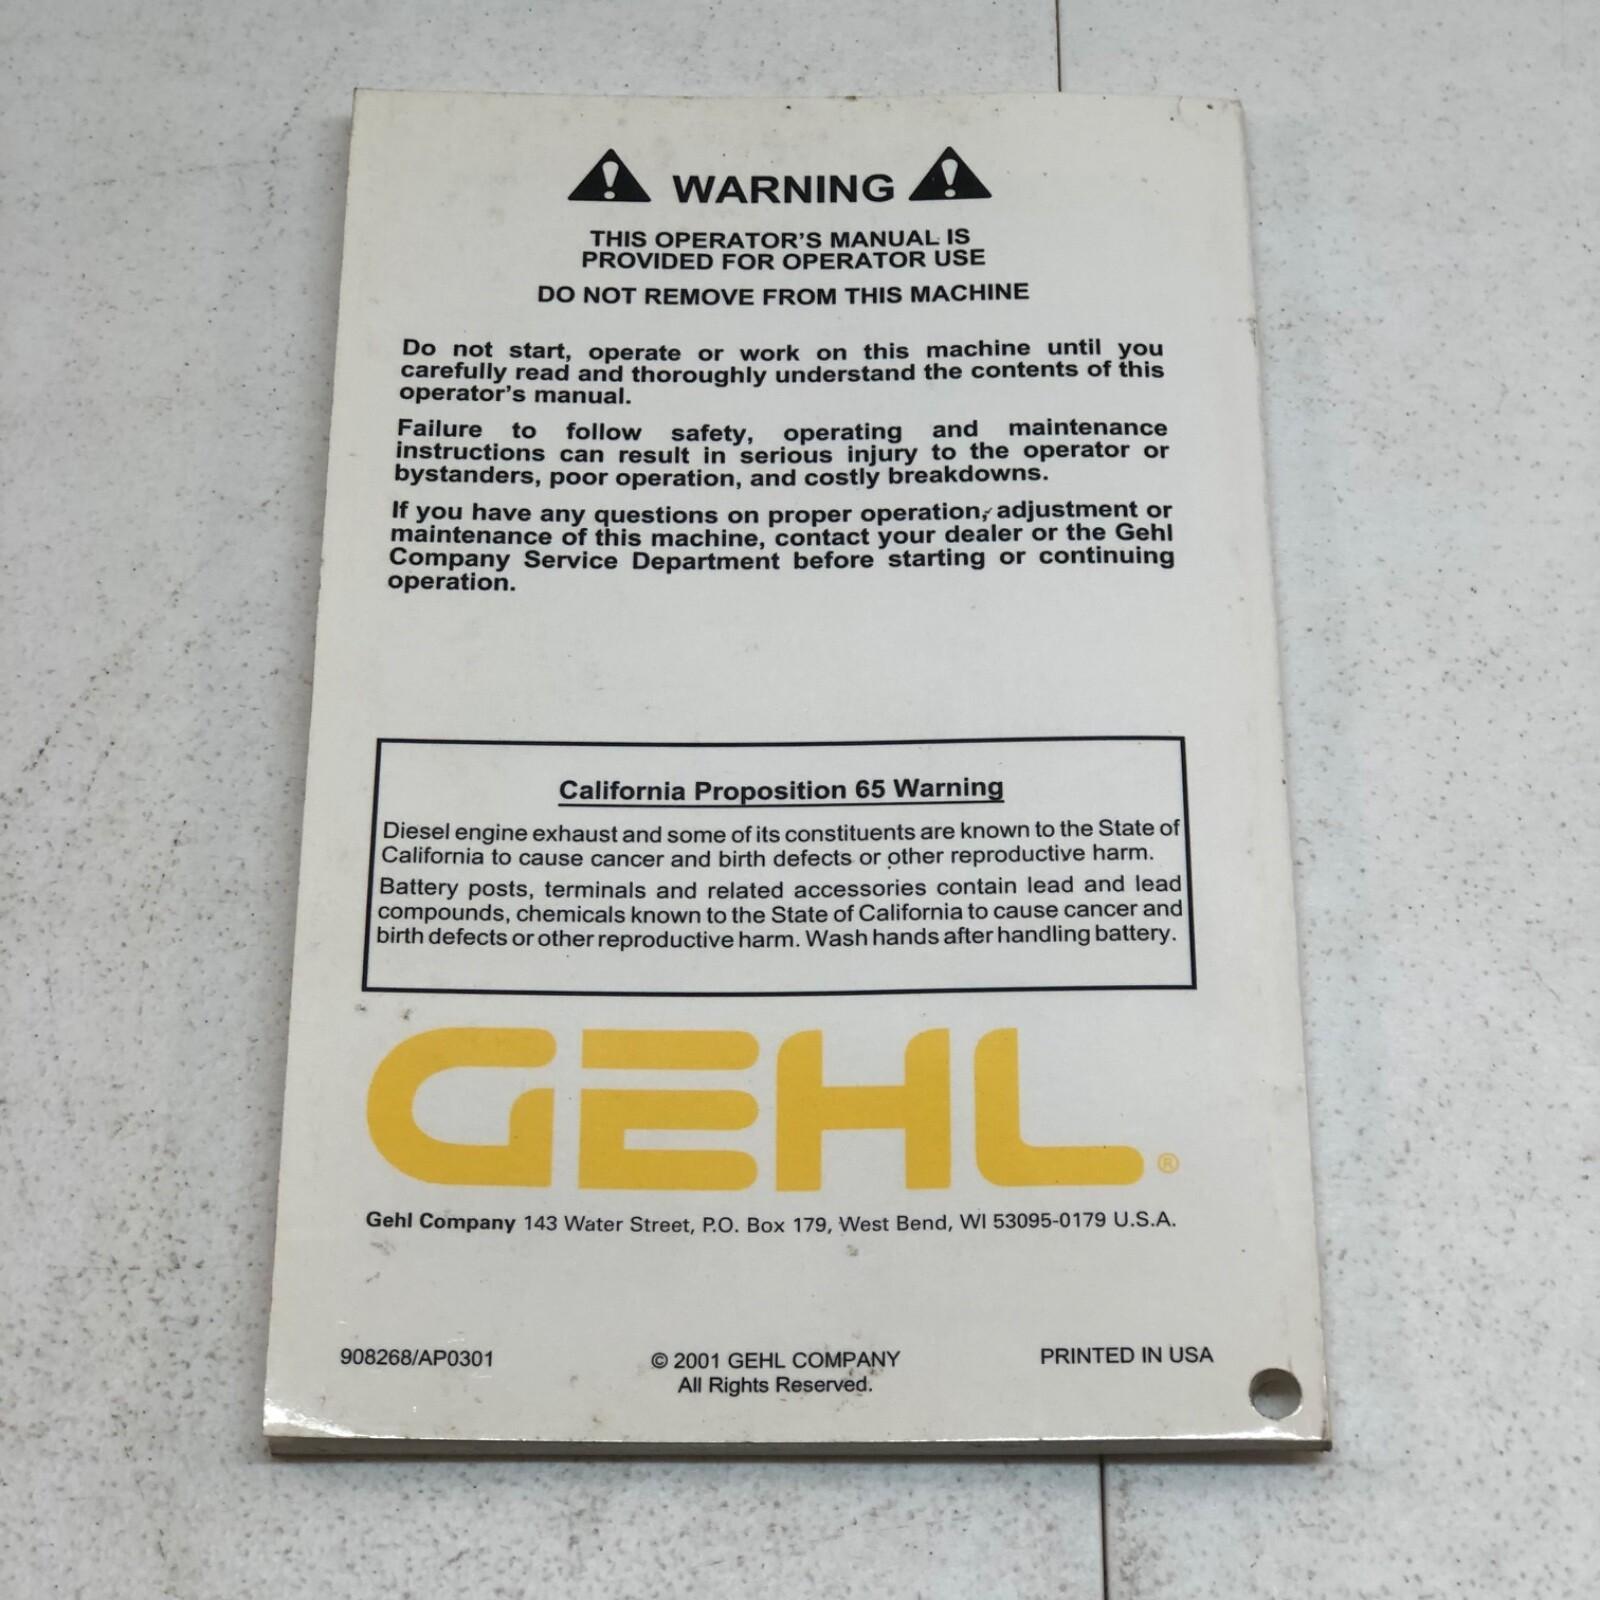 WARNING
THIS OPERATOR'S MANUAL IS
PROVIDED FOR OPERATOR USE
DO NOT REMOVE FROM THIS MACHINE
Do not start, operate or work on this machine until you
carefully read and thoroughly understand the contents of this
operator's manual.
Failure to follow safety, operating and maintenance
instructions can result in serious injury to the operator or
bystanders, poor operation, and costly breakdowns.
If you have any questions on proper operation, adjustment or
maintenance of this machine, contact your dealer or the Gehl
Company Service Department before starting or continuing
operation.
California Proposition 65 Warning
Diesel engine exhaust and some of its constituents are known to the State of
California to cause cancer and birth defects or other reproductive harm.
Battery posts, terminals and related accessories contain lead and lead
compounds, chemicals known to the State of California to cause cancer and
birth defects or other reproductive harm. Wash hands after handling battery.
GEHL®
Gehl Company 143 Water Street, P.O. Box 179, West Bend, WI 53095-0179 U.S.A.
908268/AP0301
© 2001 GEHL COMPANY
All Rights Reserved.
PRINTED IN USA